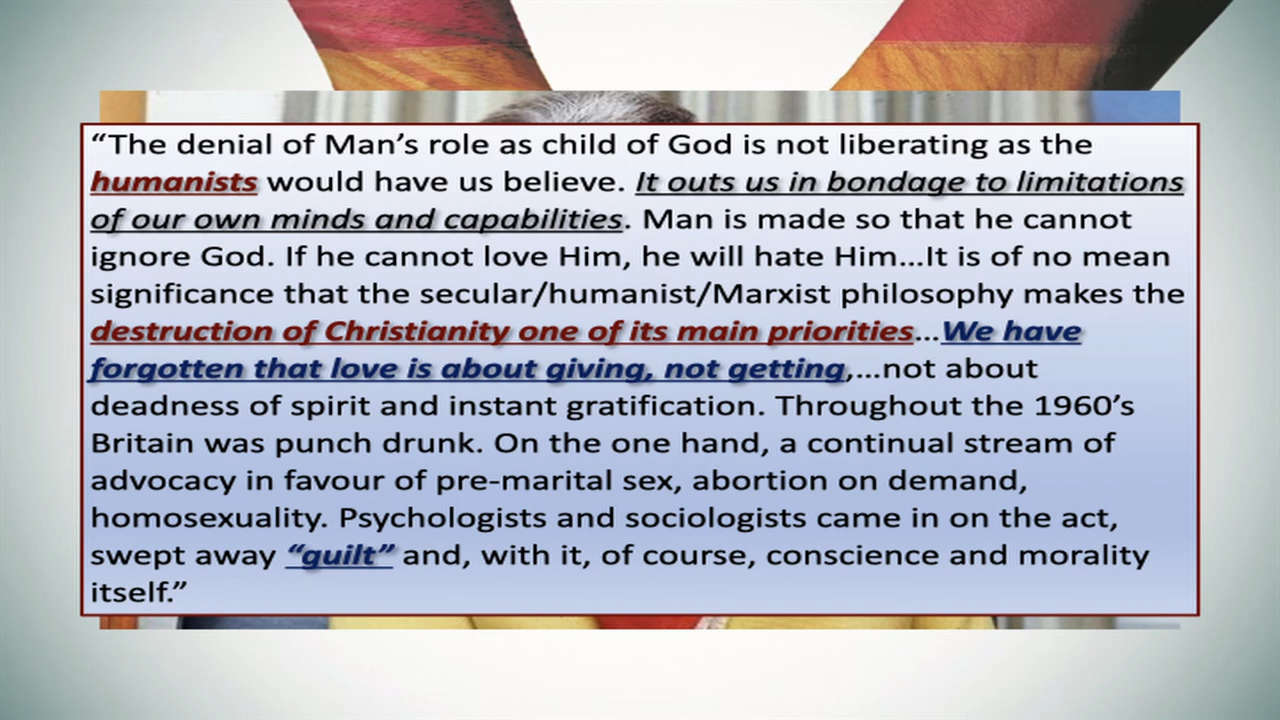 “The denial of Man’s role as child of God is not liberating as the
humanists would have us believe. It outs us in bondage to limitations
of our own minds and capabilities. Man is made so that he cannot
ignore God. If he cannot love Him, he will hate Him...It is of no mean
significance that the secular/humanist/Marxist philosophy makes the
destruction of Christianity one of its main priorities...We have
forgotten that love is about giving, not getting,...not about
deadness of spirit and instant gratification. Throughout the 1960’s
Britain was punch drunk. On the one hand, a continual stream of
advocacy in favour of pre-marital sex, abortion on demand,
homosexuality. Psychologists and sociologists came in on the act,
swept away “guilt” and, with it, of course, conscience and morality
itself.”